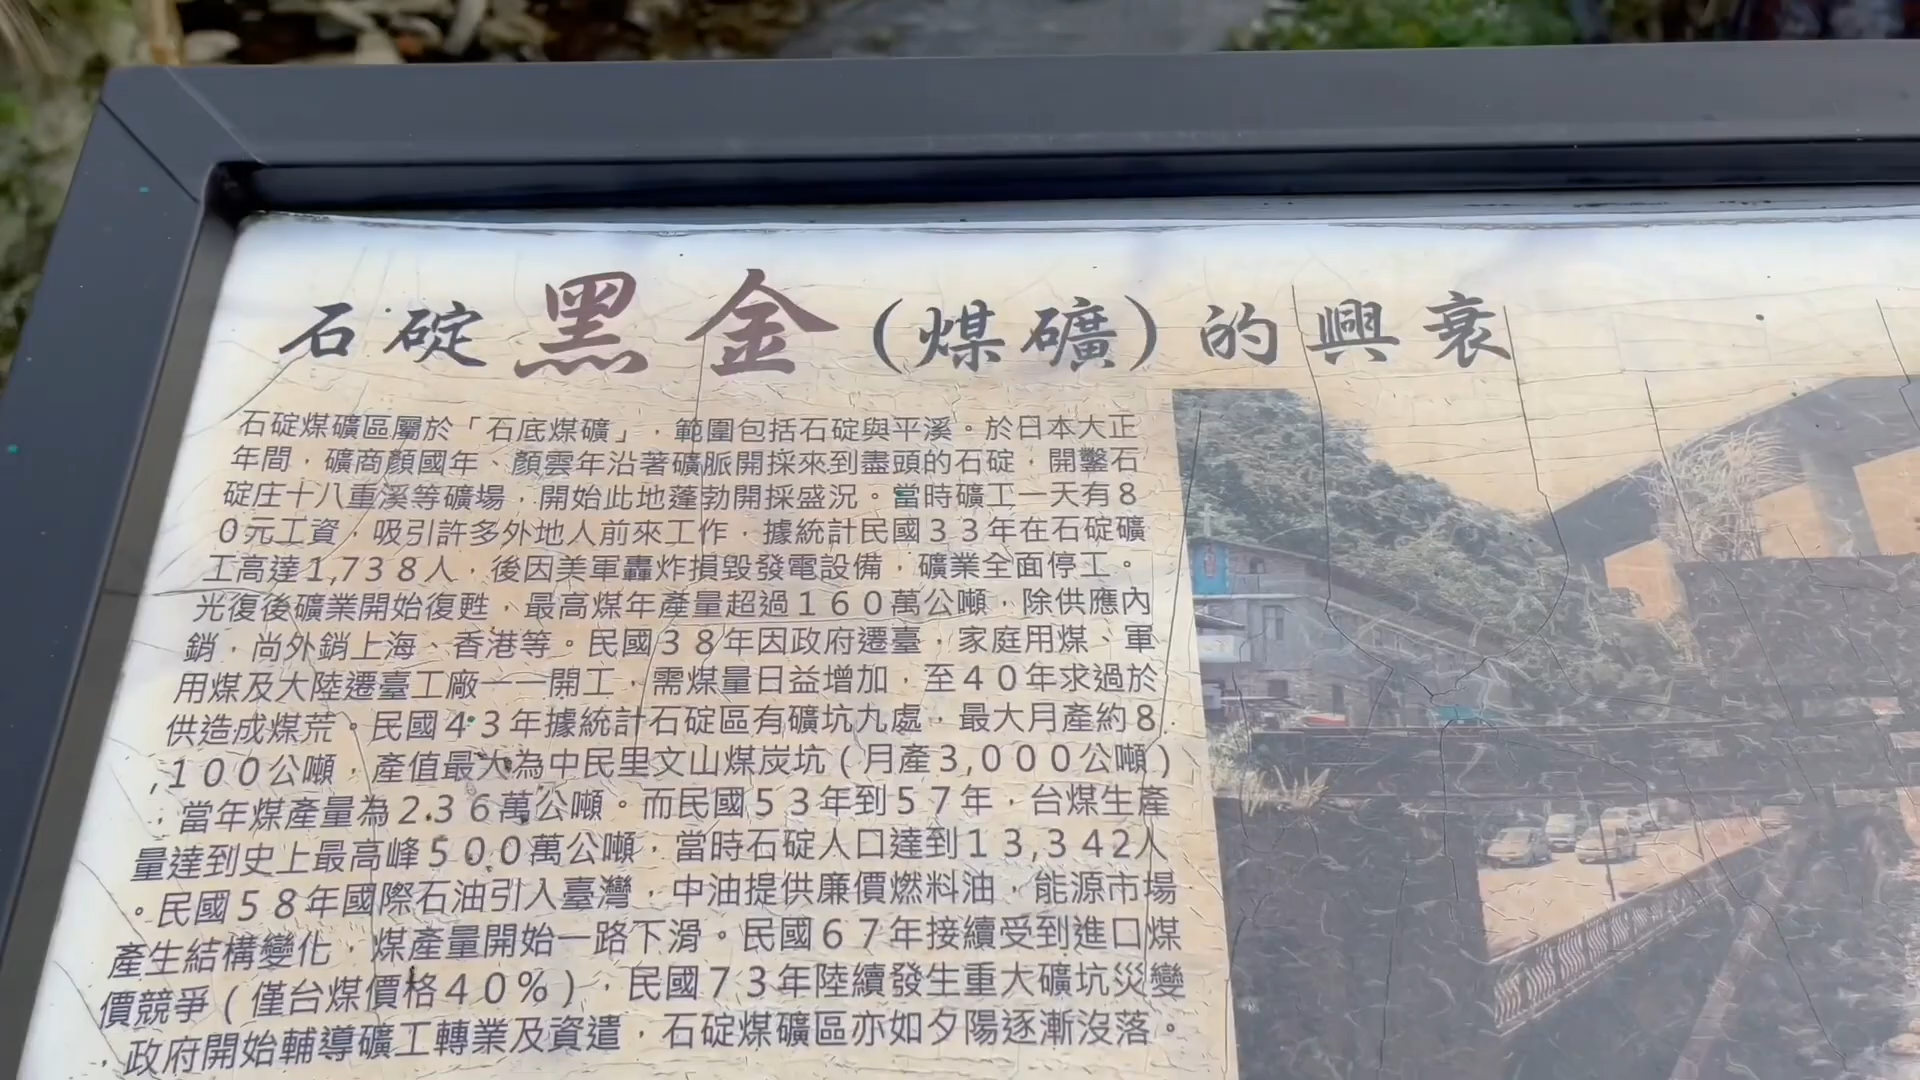 石碇黑金(煤礦)的興衰
石碇煤礦區屬於「石底煤礦」，範圍包括石碇與平溪。於日本大正
年間，礦商顏國年、顏雲年沿著礦脈開採來到盡頭的石碇，開鑿石
碇庄十八重溪等礦場，開始此地蓬勃開採盛況。當時礦工一天有8
0元工資，吸引許多外地人前來工作，據統計民國33年在石碇礦
工高達1,738人，後因美軍轟炸損毀發電設備，礦業全面停工。
光復後礦業開始復甦、最高煤年產量超過160萬公噸，除供應內
銷，尚外銷上海、香港等。民國38年因政府遷臺，家庭用煤、軍
用煤及大陸遷臺工廠一一開工，需煤量日益增加，至40年求過於
供造成煤荒。民國43年據統計石碇區有礦坑九處，最大月產約8
,100公噸，產值最大為中民里文山煤炭坑(月產3,000公噸)
；當年煤產量為2.36萬公噸。而民國53年到57年，台煤生產
量達到史上最高峰500萬公噸，當時石碇人口達到13,342人
。民國58年國際石油引入臺灣，中油提供廉價燃料油，能源市場
產生結構變化，煤產量開始一路下滑。民國67年接續受到進口煤
價競爭(僅台煤價格40%)，民國73年陸續發生重大礦坑災變
，政府開始輔導礦工轉業及資遣，石碇煤礦區亦如夕陽逐漸沒落。